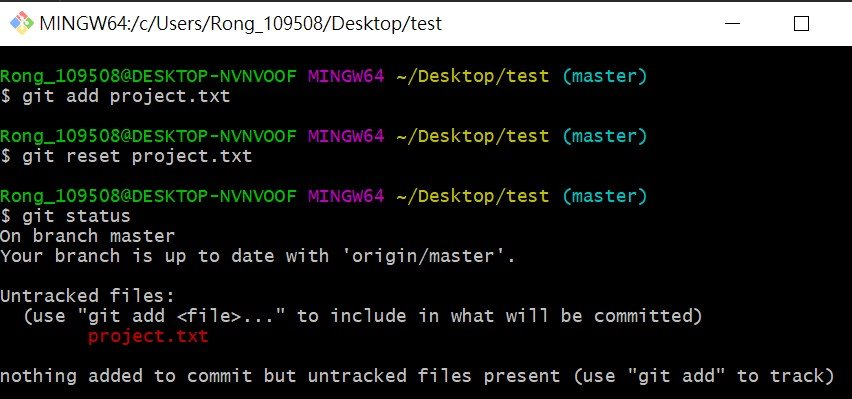 MINGW64:/c/Users/Rong_109508/Desktop/test
Rong_109508@DESKTOP-NVNVOOF MINGW64 ~/Desktop/test (master)
$ git add project.txt
Rong_109508@DESKTOP-NVNVOOF MINGW64 ~/Desktop/test (master)
$ git reset project.txt
Rong_109508@DESKTOP-NVNVOOF MINGW64 ~/Desktop/test (master)
$ git status
On branch master
Your branch is up to date with 'origin/master'.
Untracked files:
  (use "git add <file>..." to include in what will be committed)
        project.txt
nothing added to commit but untracked files present (use "git add" to track)